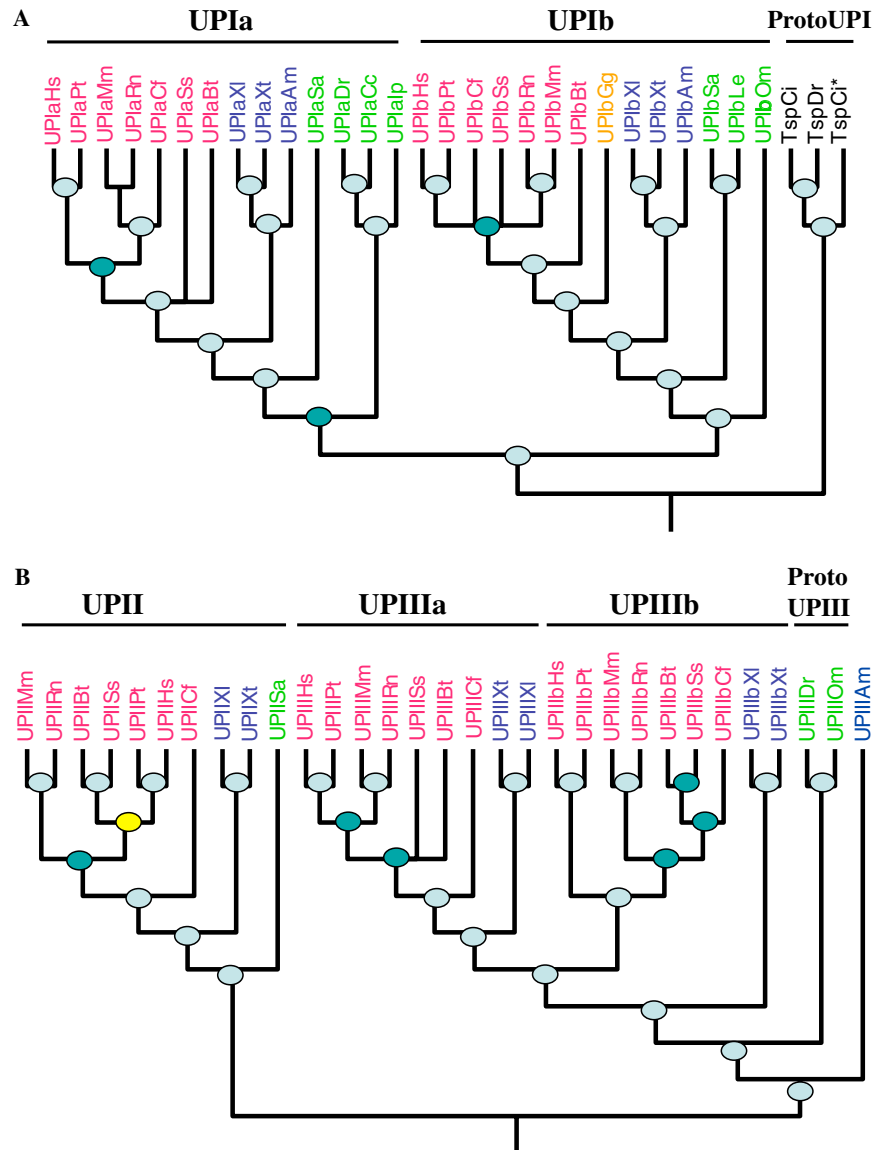 A
UPIa UPIb ProtoUPI
UPIaHs UPIaPt UPIaMm UPIaRn UPIaCf UPIaSs UPIaBt UPIaXl UPIaXt UPIaAm UPIaSa UPIaDr UPIaCc UPIaIp UPIbHs UPIbPt UPIbCf UPIbSs UPIbRn UPIbMm UPIbBt UPIbGg UPIbXl UPIbXt UPIbAm UPIbSa UPIbLe UPIbOm TspCi TspDr TspCi*
B
UPII UPIIIa UPIIIb Proto
UPIII
UPIIMm UPIIRn UPIIBt UPIISs UPIIPt UPIIHs UPIICf UPIIXl UPIIXt UPIISa UPIIIHs UPIIIPt UPIIIMm UPIIIRn UPIIISs UPIIIBt UPIIICf UPIIIXt UPIIIXl UPIIIbHs UPIIIbPt UPIIIbMm UPIIIbRn UPIIIbBt UPIIIbSs UPIIIbCf UPIIIbXl UPIIIbXt UPIIIDr UPIIIOm UPIIIAm